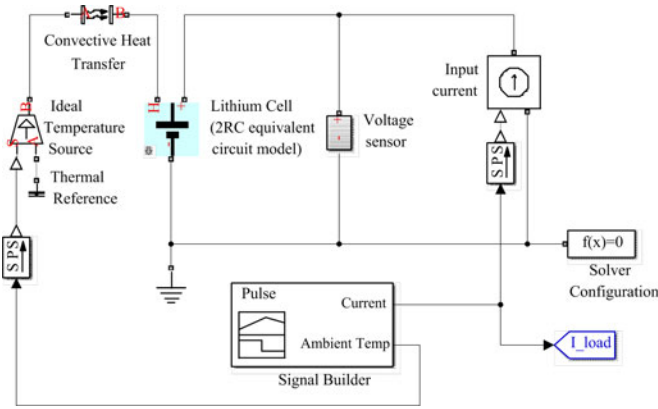 A B
Convective Heat
Transfer
B
Ideal
Temperature
Source
S A
Thermal
Reference
SPS
H +
Lithium Cell
(2RC equivalent
circuit model)
-
+
-
Voltage
sensor
Input
current
SPS
f(x)=0
Solver
Configuration
Pulse
Current
Ambient Temp
Signal Builder
I_load